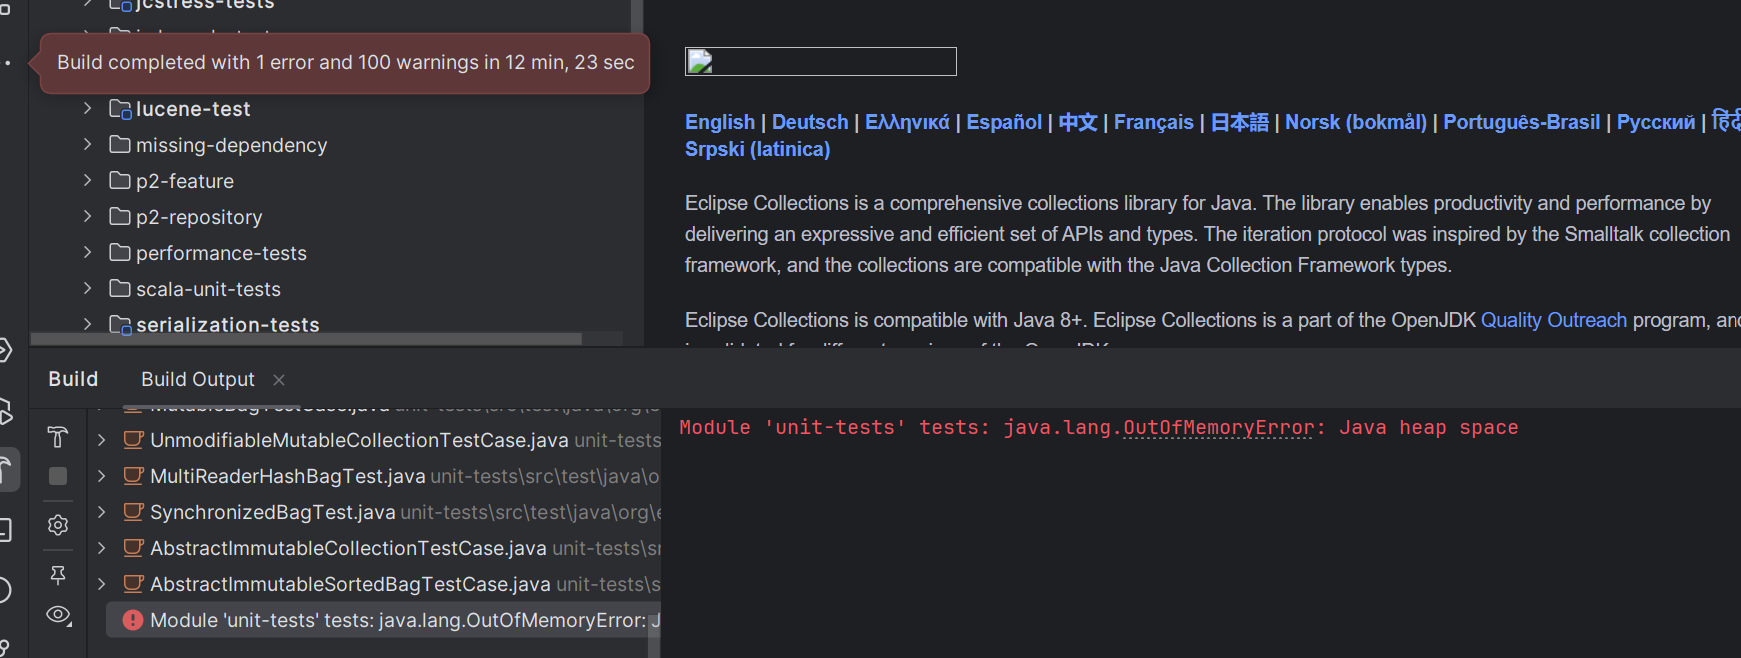 jcstress-tests
Build completed with 1 error and 100 warnings in 12 min, 23 sec
lucene-test
missing-dependency
p2-feature
p2-repository
performance-tests
scala-unit-tests
serialization-tests
English | Deutsch | Ελληνικά | Español | 中文 | Français | 日本語 | Norsk (bokmål) | Português-Brasil | Русский |
Srpski (latinica)
Eclipse Collections is a comprehensive collections library for Java. The library enables productivity and performance by
delivering an expressive and efficient set of APIs and types. The iteration protocol was inspired by the Smalltalk collection
framework, and the collections are compatible with the Java Collection Framework types.
Eclipse Collections is compatible with Java 8+. Eclipse Collections is a part of the OpenJDK Quality Outreach program,
Build
Build Output
UnmodifiableMutableCollectionTestCase.java unit-tests
MultiReaderHashBagTest.java unit-tests\src\test\java\o
SynchronizedBagTest.java unit-tests\src\test\java\org\e
AbstractImmutableCollectionTestCase.java unit-tests\sr
AbstractImmutableSortedBagTestCase.java unit-tests\s
Module 'unit-tests' tests: java.lang.OutOfMemoryError: J
Module 'unit-tests' tests: java.lang.OutOfMemoryError: Java heap space